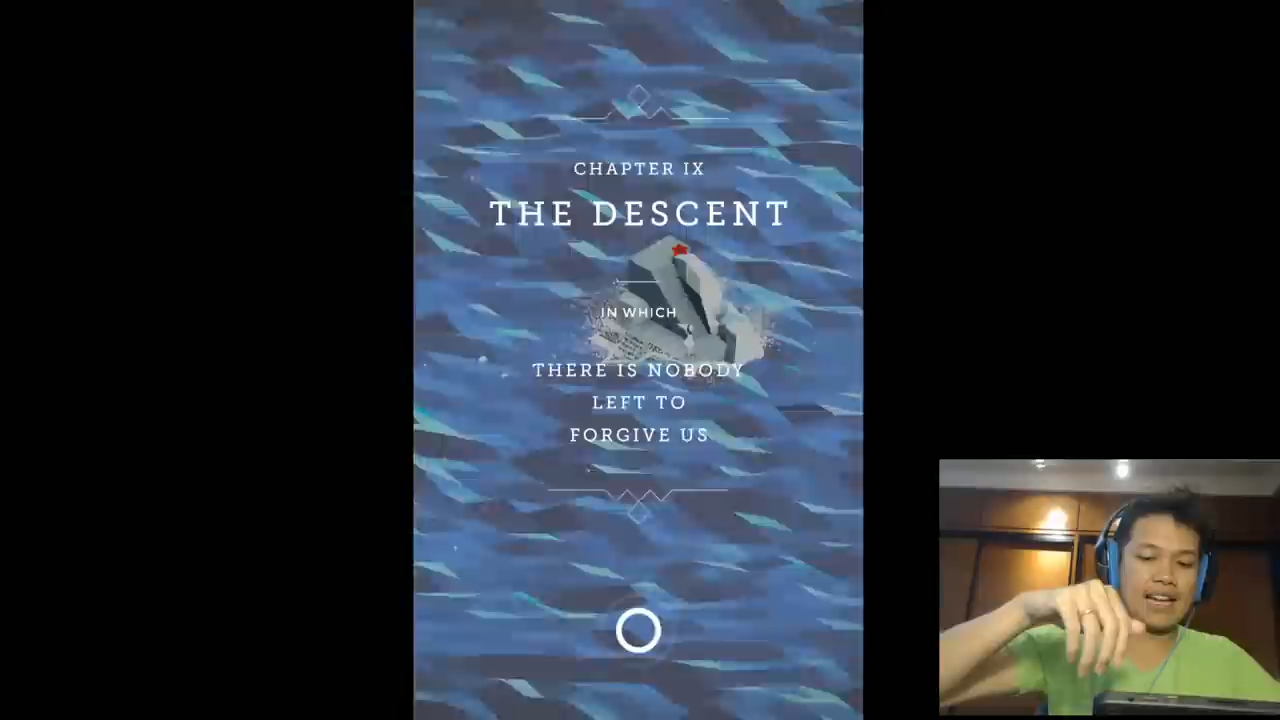 CHAPTER IX
THE DESCENT
IN WHICH
THERE IS NOBODY
LEFT TO
FORGIVE US